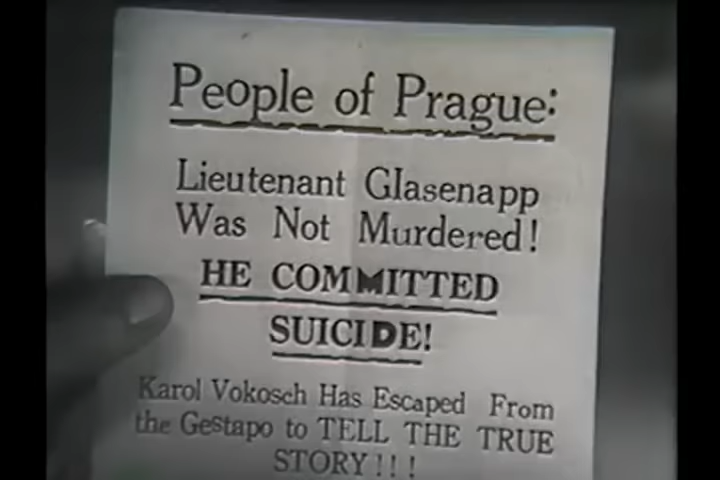 People of Prague:
Lieutenant Glasenapp
Was Not Murdered!
HE COMMITTED
SUICIDE!
Karol Vokosch Has Escaped From
the Gestapo to TELL THE TRUE
STORY!!!